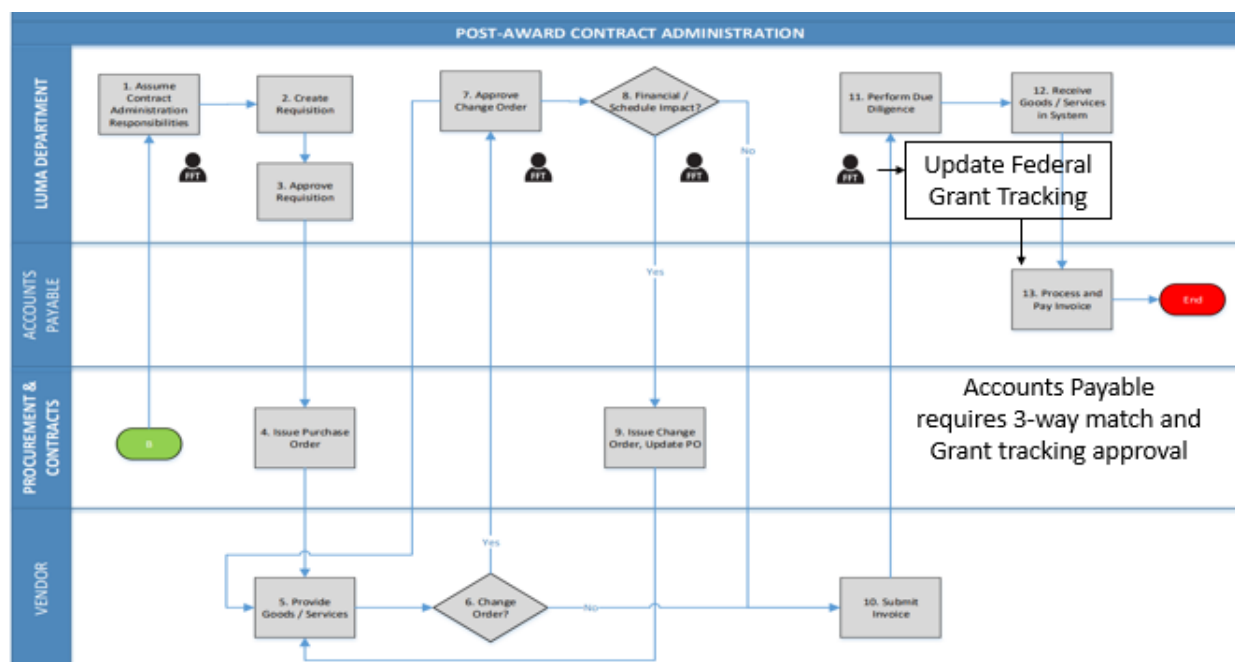 POST-AWARD CONTRACT ADMINISTRATION
LUMA DEPARTMENT
1. Assume
Contract
Administration
Responsibilities
2. Create
Requisition
7. Approve
Change Order
8. Financial /
Schedule Impact?
11. Perform Due
Diligence
12. Receive
Goods / Services
in System
FFT
FFT
FFT
FFT
No
3. Approve
Requisition
Update Federal
Grant Tracking
ACCOUNTS
PAYABLE
Yes
13. Process and
Pay Invoice
End
PROCUREMENT &
CONTRACTS
B
4. Issue Purchase
Order
9. Issue Change
Order, Update PO
Accounts Payable
requires 3-way match and
Grant tracking approval
VENDOR
Yes
5. Provide
Goods / Services
6. Change
Order?
No
10. Submit
Invoice